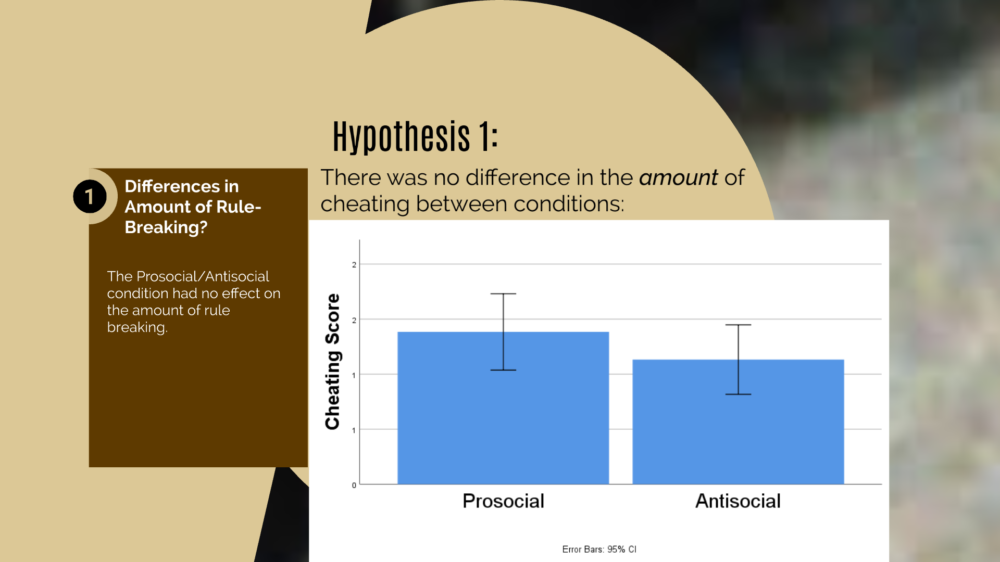 Hypothesis 1:
There was no difference in the amount of
cheating between conditions:
1
Differences in
Amount of Rule-
Breaking?
The Prosocial/Antisocial
condition had no effect on
the amount of rule
breaking.
Cheating Score
2
2
1
1
0
Prosocial
Antisocial
Error Bars: 95% CI